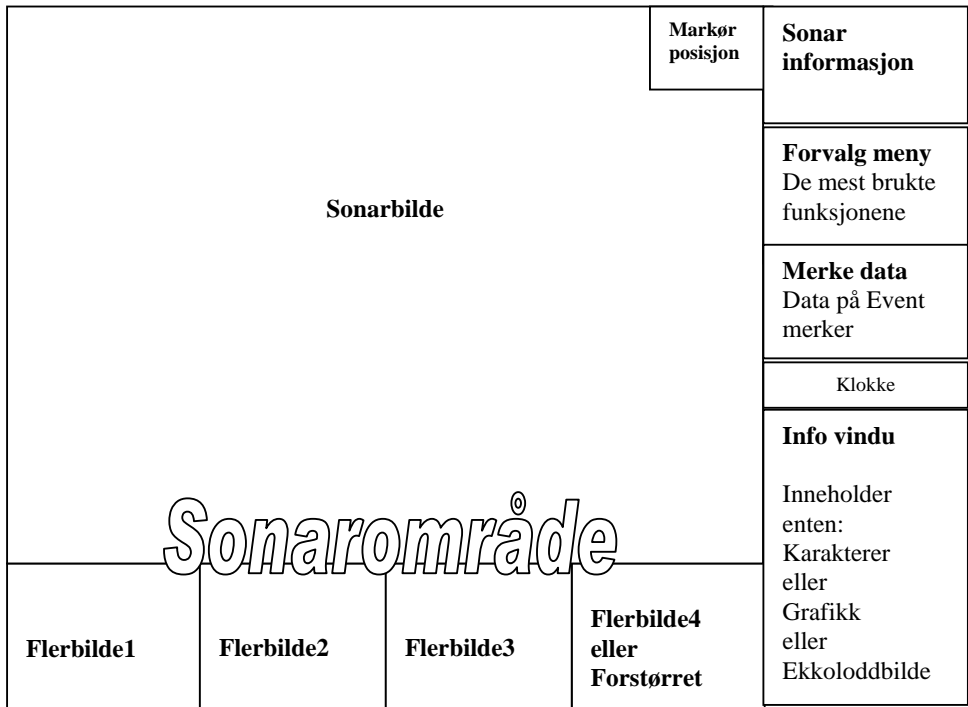 Markør
posisjon
Sonar
informasjon
Forvalg meny
De mest brukte
funksjonene
Sonarbilde
Merke data
Data på Event
merker
Klokke
Info vindu
Inneholder
enten:
Karakterer
eller
Grafikk
eller
Ekkoloddbilde
Sonarområde
Flerbilde1
Flerbilde2
Flerbilde3
Flerbilde4
eller
Forstørret